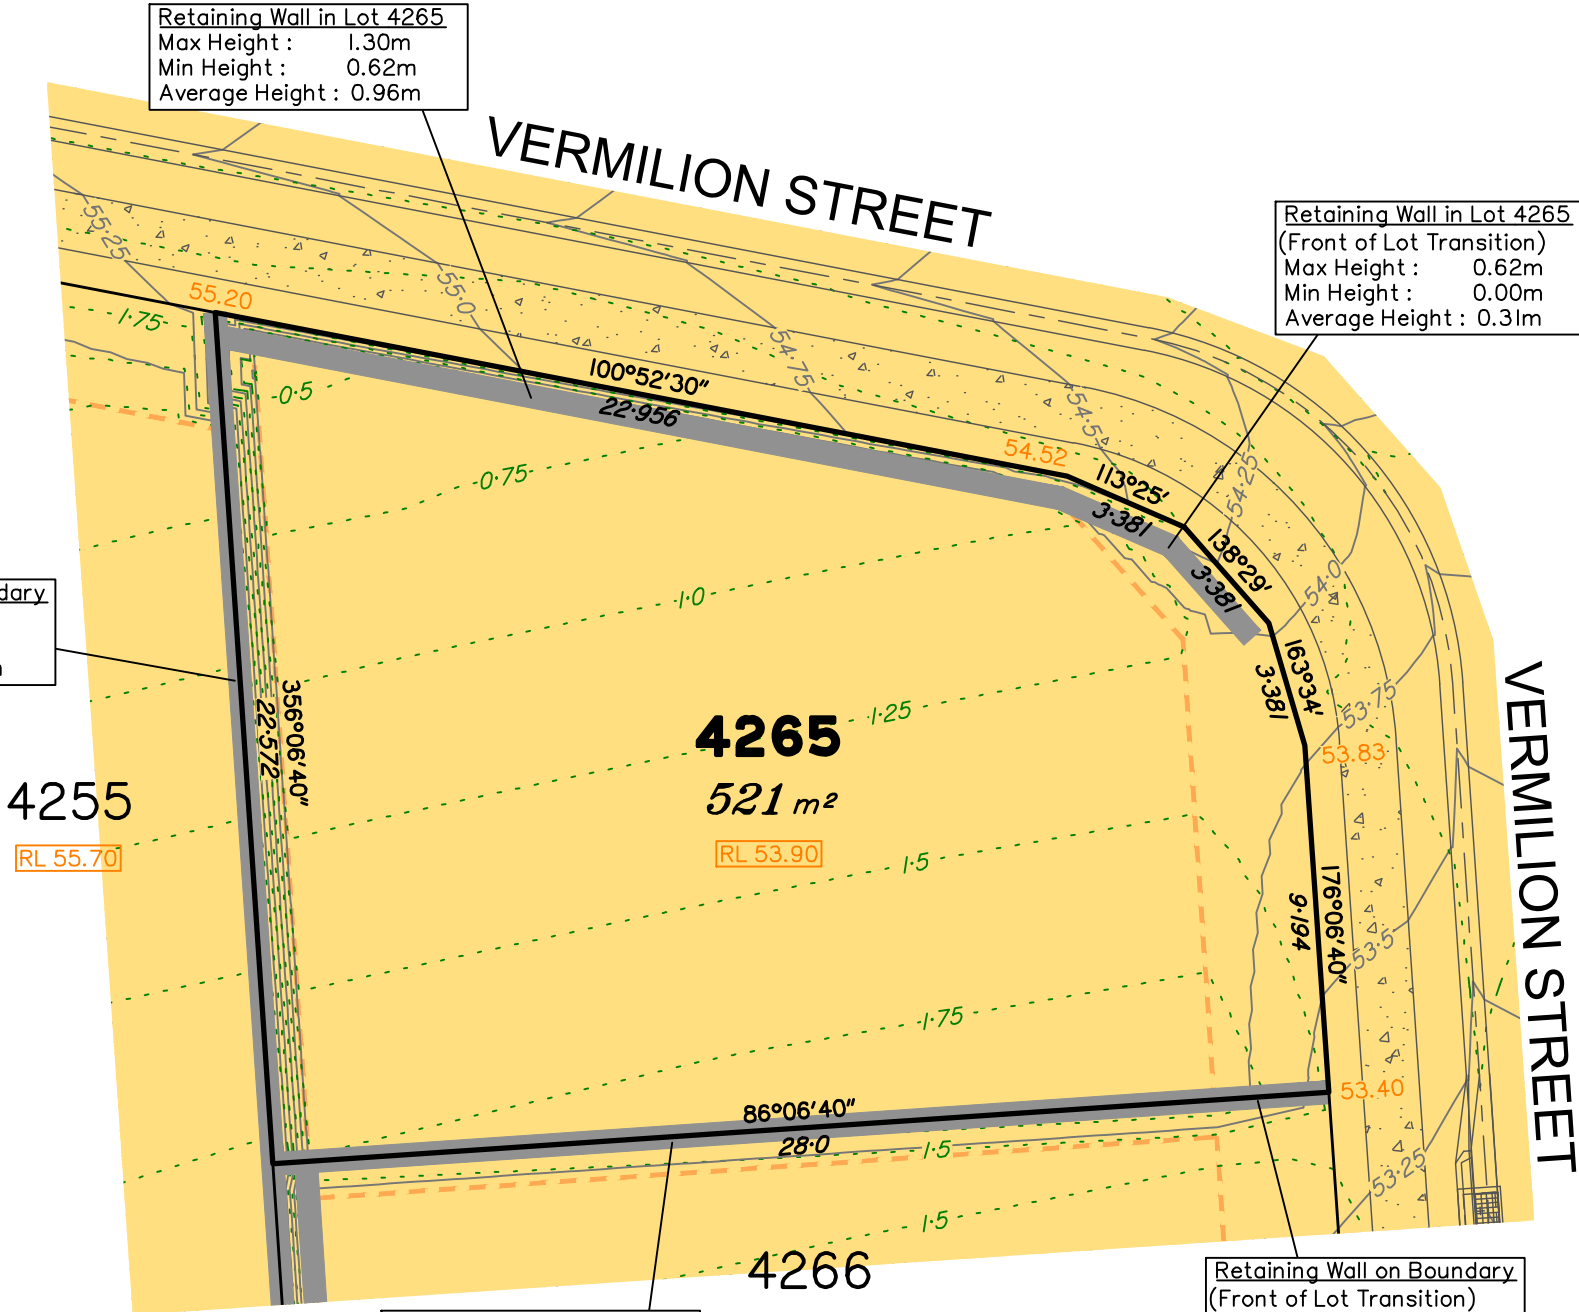 Retaining Wall in Lot 4265
Max Height : 1.30m
Min Height : 0.62m
Average Height : 0.96m
VERMILION STREET
Retaining Wall in Lot 4265
(Front of Lot Transition)
Max Height : 0.62m
Min Height : 0.00m
Average Height : 0.31m
55·25
55·0
54·75
54·5
54·25
54·0
53·75
53·5
53·25
55.20
1·75
0·5
100°52'30"
22·956
54.52
113°25'
3·381
138°29'
3·381
163°34'
3·381
0·75
1·0
1·25
53.83
356°06'40"
22·572
4265
521 m²
RL 53.90
4255
RL 55.70
1·5
176°06'40"
9·194
VERMILION STREET
1·75
53.40
86°06'40"
28·0
1·5
1·5
4266
Retaining Wall on Boundary
(Front of Lot Transition)